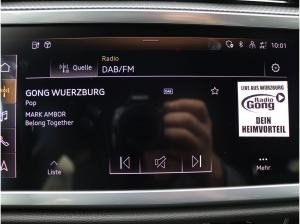 10:01
Radio
Quelle
DAB/FM
GONG WUERZBURG
DAB
Pop
MARK AMBOR
Belong Together
LIVE AUS WÜRZBURG
Radio
Gong
DEIN
HEIMVORTEIL
Liste
Mehr